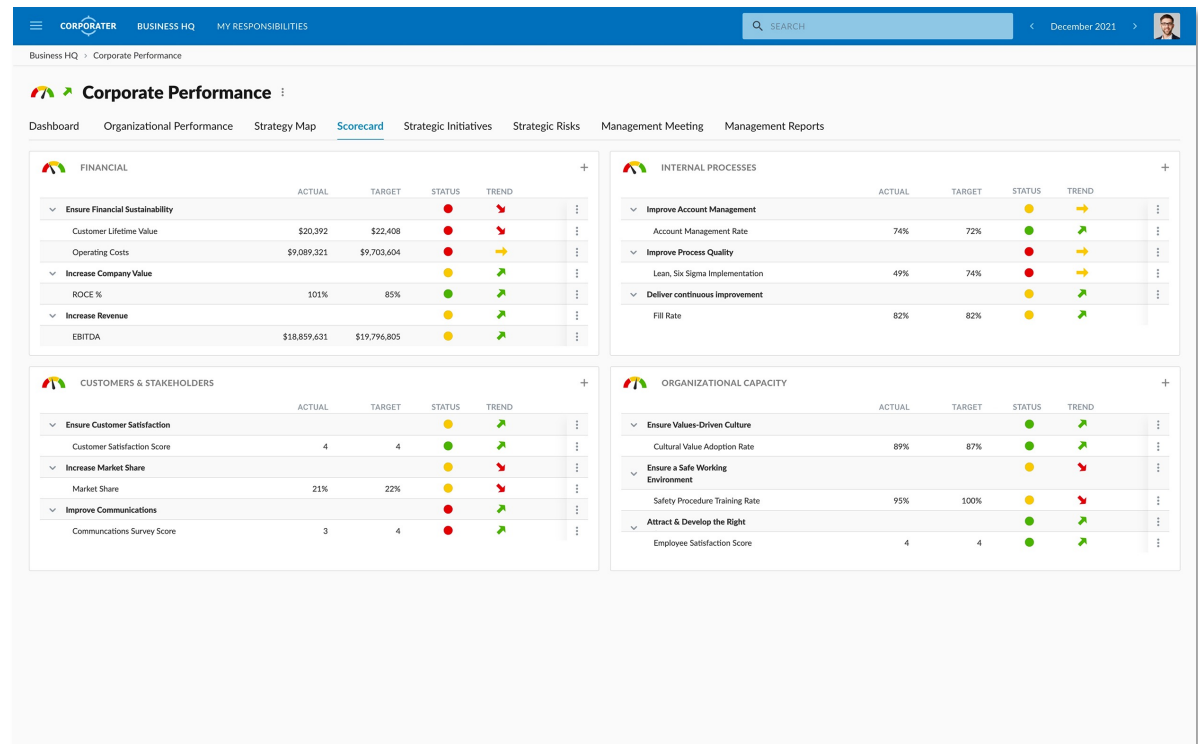 CORPORATER BUSINESS HQ MY RESPONSIBILITIES SEARCH December 2021
Business HQ › Corporate Performance
Corporate Performance
Dashboard Organizational Performance Strategy Map Scorecard Strategic Initiatives Strategic Risks Management Meeting Management Reports
FINANCIAL
ACTUAL TARGET STATUS TREND
Ensure Financial Sustainability
Customer Lifetime Value $20,392 $22,408
Operating Costs $9,089,321 $9,703,604
Increase Company Value
ROCE % 101% 85%
Increase Revenue
EBITDA $18,859,631 $19,796,805
INTERNAL PROCESSES
ACTUAL TARGET STATUS TREND
Improve Account Management
Account Management Rate 74% 72%
Improve Process Quality
Lean, Six Sigma Implementation 49% 74%
Deliver continuous improvement
Fill Rate 82% 82%
CUSTOMERS & STAKEHOLDERS
ACTUAL TARGET STATUS TREND
Ensure Customer Satisfaction
Customer Satisfaction Score 4 4
Increase Market Share
Market Share 21% 22%
Improve Communications
Communcations Survey Score 3 4
ORGANIZATIONAL CAPACITY
ACTUAL TARGET STATUS TREND
Ensure Values-Driven Culture
Cultural Value Adoption Rate 89% 87%
Ensure a Safe Working
Environment
Safety Procedure Training Rate 95% 100%
Attract & Develop the Right
Employee Satisfaction Score 4 4